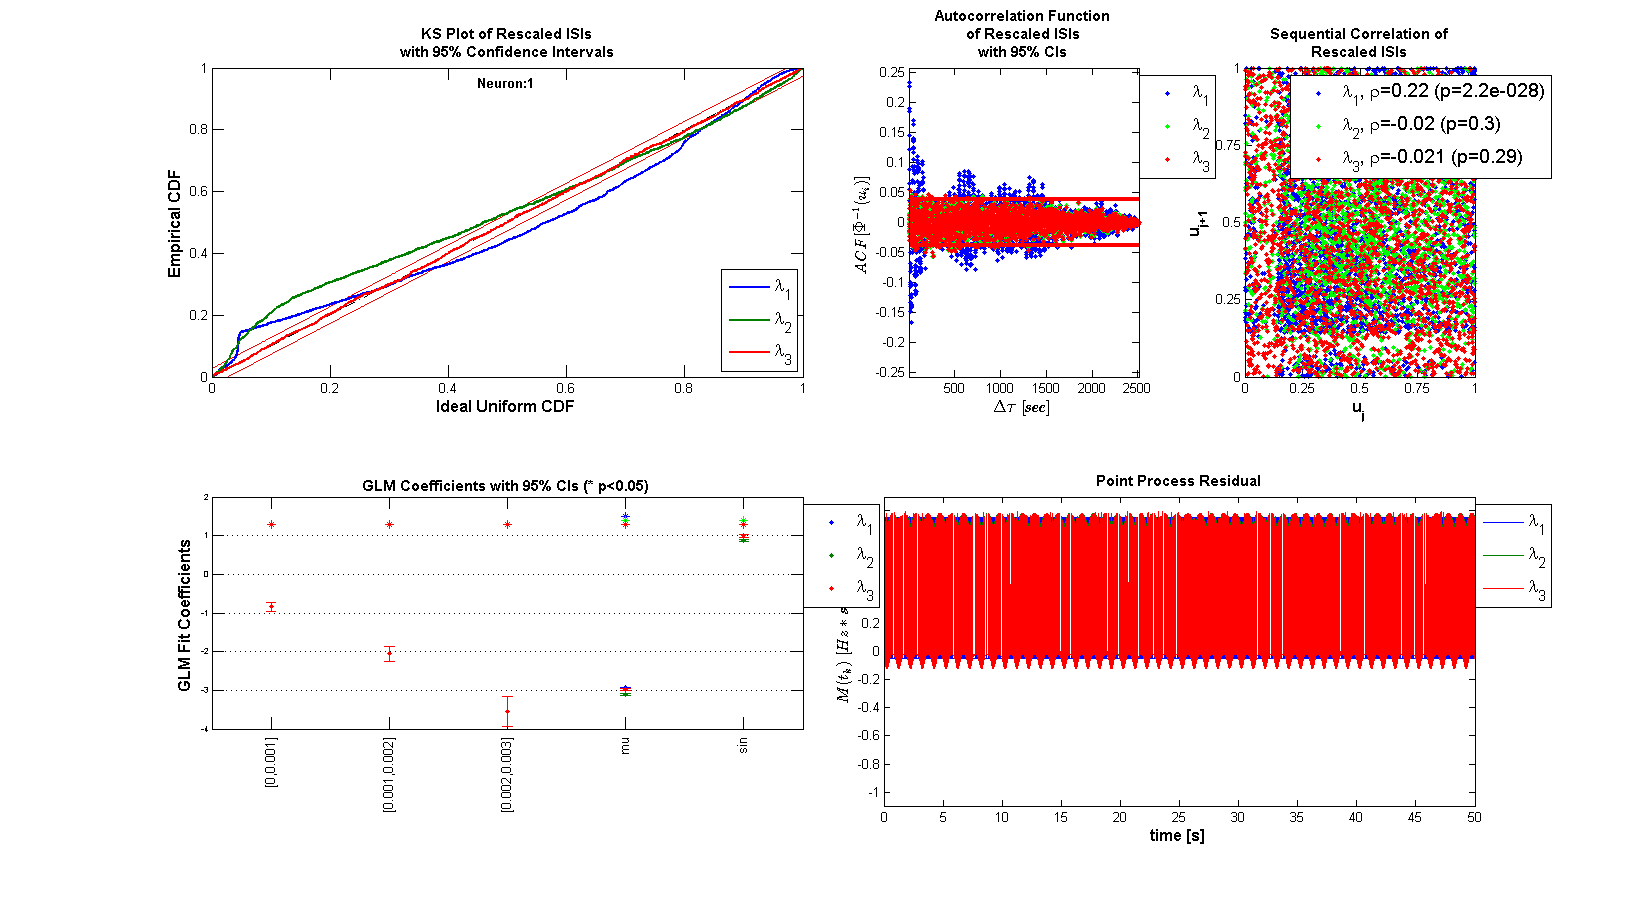 KS Plot of Rescaled ISIs
with 95% Confidence Intervals
Neuron:1
1
0.8
0.6
0.4
0.2
0
Empirical CDF
λ1
λ2
λ3
0
0.2
0.4
0.6
0.8
1
Ideal Uniform CDF
Autocorrelation Function
of Rescaled ISIs
with 95% CIs
0.25
0.2
0.15
0.1
0.05
0
-0.05
-0.1
-0.15
-0.2
-0.25
ACF[Φ⁻¹(ui)]
λ1
λ2
λ3
500
1000
1500
2000
2500
Δτ [sec]
Sequential Correlation of
Rescaled ISIs
1
0.75
0.5
0.25
0
uj+1
λ1, ρ=0.22 (p=2.2e-028)
λ2, ρ=-0.02 (p=0.3)
λ3, ρ=-0.021 (p=0.29)
0
0.25
0.5
0.75
1
uj
GLM Coefficients with 95% CIs (* p<0.05)
2
1
0
-1
-2
-3
-4
GLM Fit Coefficients
[0,0.001]
[0.001,0.002]
[0.002,0.003]
mu
sin
λ1
λ2
λ3
Point Process Residual
0.2
0
-0.2
-0.4
-0.6
-0.8
-1
M(tk) [Hz*s
λ1
λ2
λ3
0
5
10
15
20
25
30
35
40
45
50
time [s]